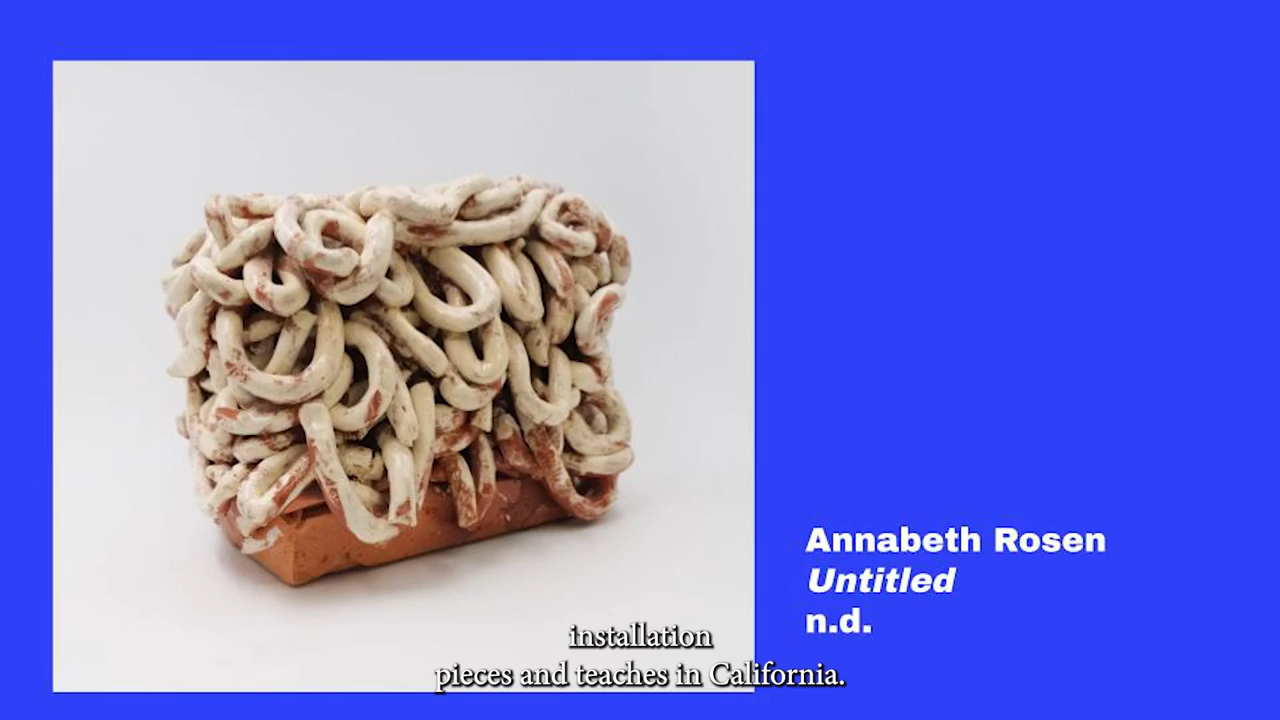 Annabeth Rosen
Untitled
n.d.
installation
pieces and teaches in California.